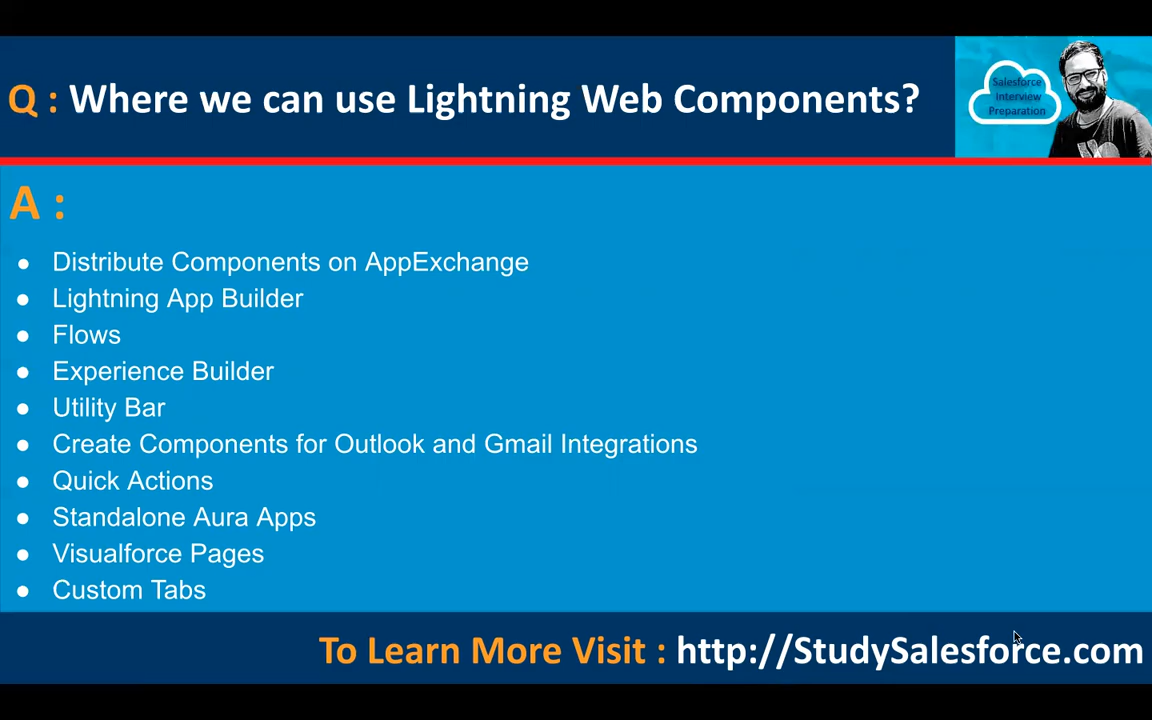 Q : Where we can use Lightning Web Components?
Salesforce
Interview
Preparation
A :
● Distribute Components on AppExchange
● Lightning App Builder
● Flows
● Experience Builder
● Utility Bar
● Create Components for Outlook and Gmail Integrations
● Quick Actions
● Standalone Aura Apps
● Visualforce Pages
● Custom Tabs
To Learn More Visit : http://StudySalesforce.com